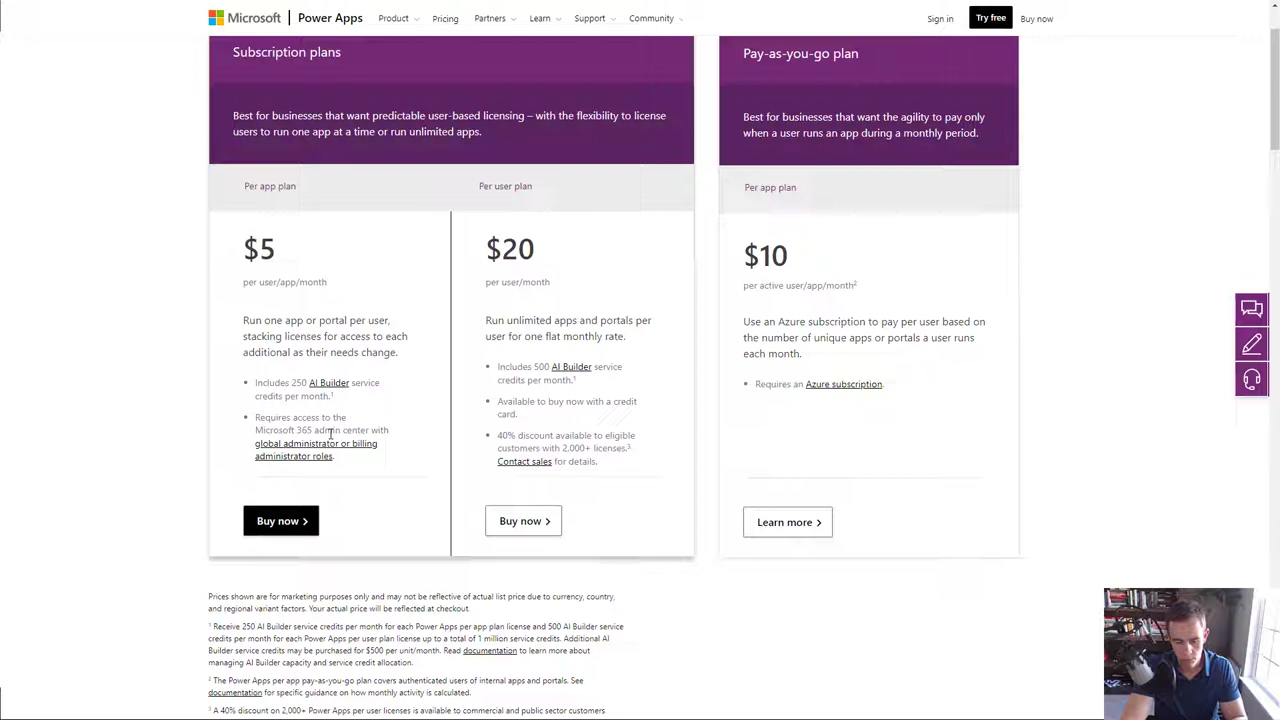 Microsoft | Power Apps Product Pricing Partners Learn Support Community Sign in Try free Buy now
Subscription plans
Best for businesses that want predictable user-based licensing – with the flexibility to license
users to run one app at a time or run unlimited apps.
Per app plan
Per user plan
$5
per user/app/month
Run one app or portal per user,
stacking licenses for access to each
additional as their needs change.
• Includes 250 AI Builder service
credits per month.1
• Requires access to the
Microsoft 365 admin center with
global administrator or billing
administrator roles.
Buy now >
$20
per user/month
Run unlimited apps and portals per
user for one flat monthly rate.
• Includes 500 AI Builder service
credits per month.1
• Available to buy now with a credit
card.
• 40% discount available to eligible
customers with 2,000+ licenses.3
Contact sales for details.
Buy now >
Pay-as-you-go plan
Best for businesses that want the agility to pay only
when a user runs an app during a monthly period.
Per app plan
$10
per active user/app/month2
Use an Azure subscription to pay per user based on
the number of unique apps or portals a user runs
each month.
• Requires an Azure subscription.
Learn more >
Prices shown are for marketing purposes only and may not be reflective of actual list price due to currency, country,
and regional variant factors. Your actual price will be reflected at checkout.
1 Receive 250 AI Builder service credits per month for each Power Apps per app plan license and 500 AI Builder service
credits per month for each Power Apps per user plan license up to a total of 1 million service credits. Additional AI
Builder service credits may be purchased for $500 per unit/month. Read documentation to learn more about
managing AI Builder capacity and service credit allocation.
2 The Power Apps per app pay-as-you-go plan covers authenticated users of internal apps and portals. See
documentation for specific guidance on how monthly activity is calculated.
3 A 40% discount on 2,000+ Power Apps per user licenses is available to commercial and public sector customers